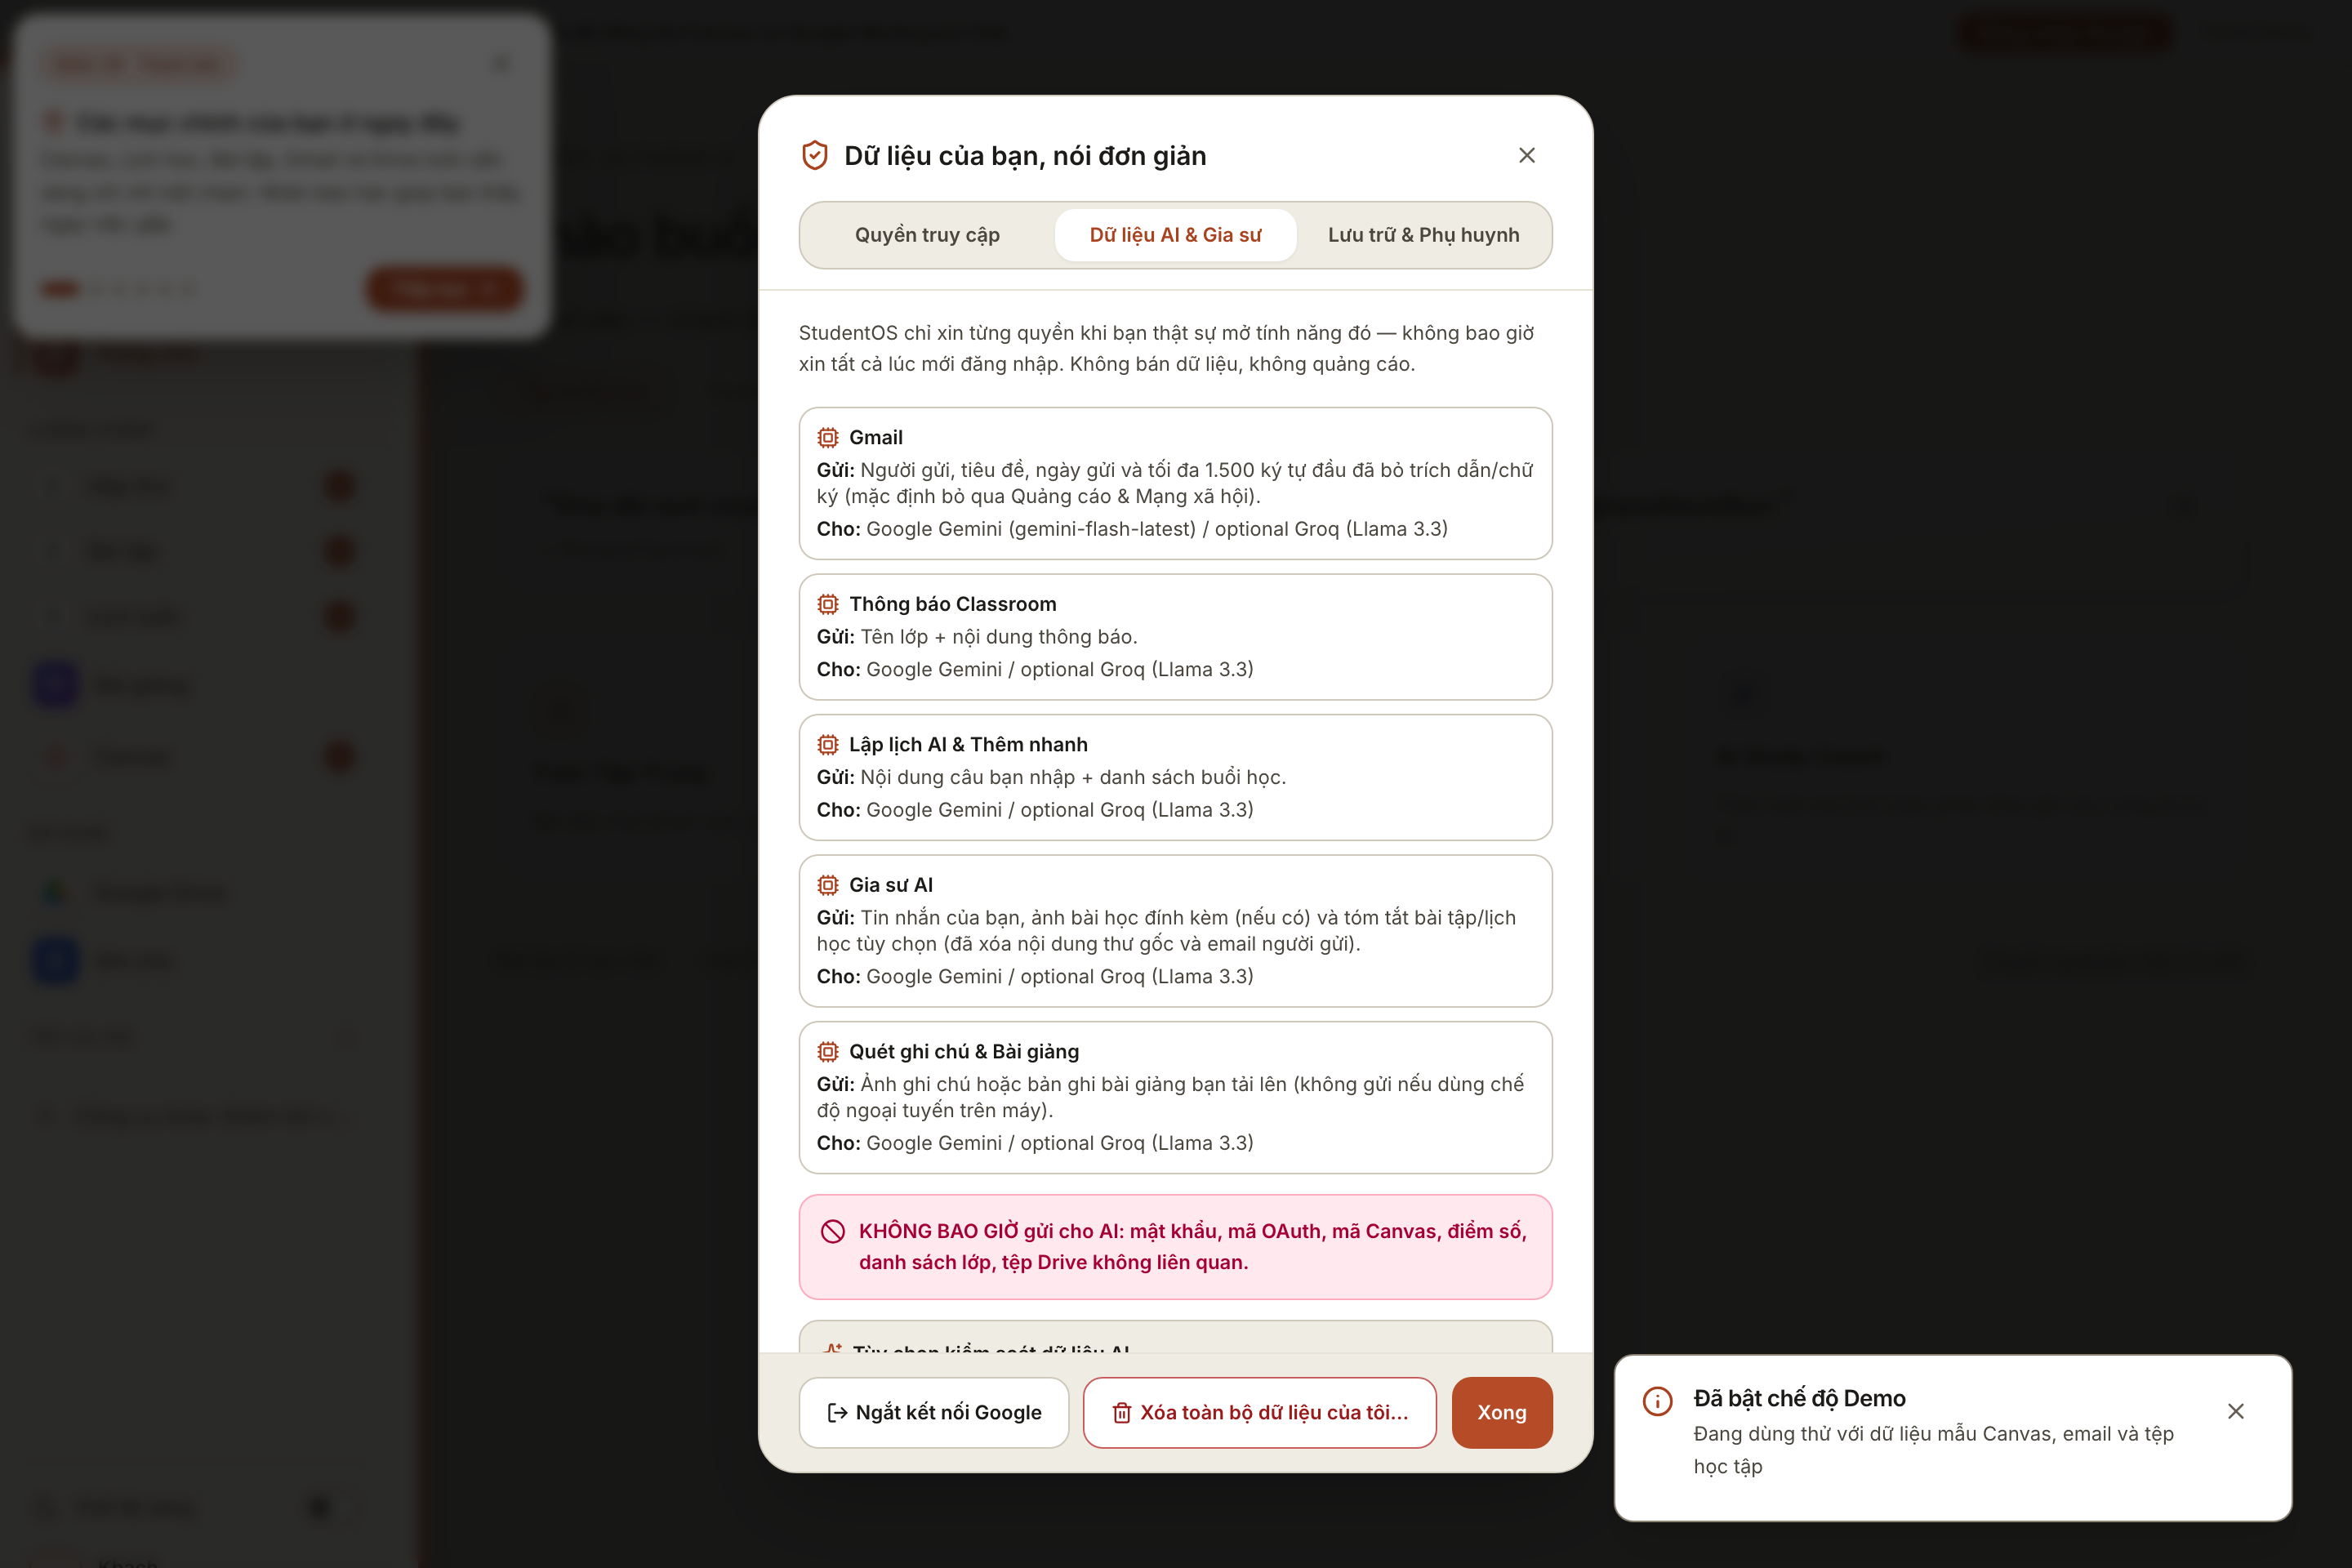 Dữ liệu của bạn, nói đơn giản
Quyền truy cập
Dữ liệu AI & Gia sư
Lưu trữ & Phụ huynh
StudentOS chỉ xin từng quyền khi bạn thật sự mở tính năng đó — không bao giờ
xin tất cả lúc mới đăng nhập. Không bán dữ liệu, không quảng cáo.
Gmail
Gửi: Người gửi, tiêu đề, ngày gửi và tối đa 1.500 ký tự đầu đã bỏ trích dẫn/chữ
ký (mặc định bỏ qua Quảng cáo & Mạng xã hội).
Cho: Google Gemini (gemini-flash-latest) / optional Groq (Llama 3.3)
Thông báo Classroom
Gửi: Tên lớp + nội dung thông báo.
Cho: Google Gemini / optional Groq (Llama 3.3)
Lập lịch AI & Thêm nhanh
Gửi: Nội dung câu bạn nhập + danh sách buổi học.
Cho: Google Gemini / optional Groq (Llama 3.3)
Gia sư AI
Gửi: Tin nhắn của bạn, ảnh bài học đính kèm (nếu có) và tóm tắt bài tập/lịch
học tùy chọn (đã xóa nội dung thư gốc và email người gửi).
Cho: Google Gemini / optional Groq (Llama 3.3)
Quét ghi chú & Bài giảng
Gửi: Ảnh ghi chú hoặc bản ghi bài giảng bạn tải lên (không gửi nếu dùng chế
độ ngoại tuyến trên máy).
Cho: Google Gemini / optional Groq (Llama 3.3)
KHÔNG BAO GIỜ gửi cho AI: mật khẩu, mã OAuth, mã Canvas, điểm số,
danh sách lớp, tệp Drive không liên quan.
Tùy chọn kiểm soát dữ liệu AI
Ngắt kết nối Google
Xóa toàn bộ dữ liệu của tôi...
Xong
Đã bật chế độ Demo
Đang dùng thử với dữ liệu mẫu Canvas, email và tệp
học tập